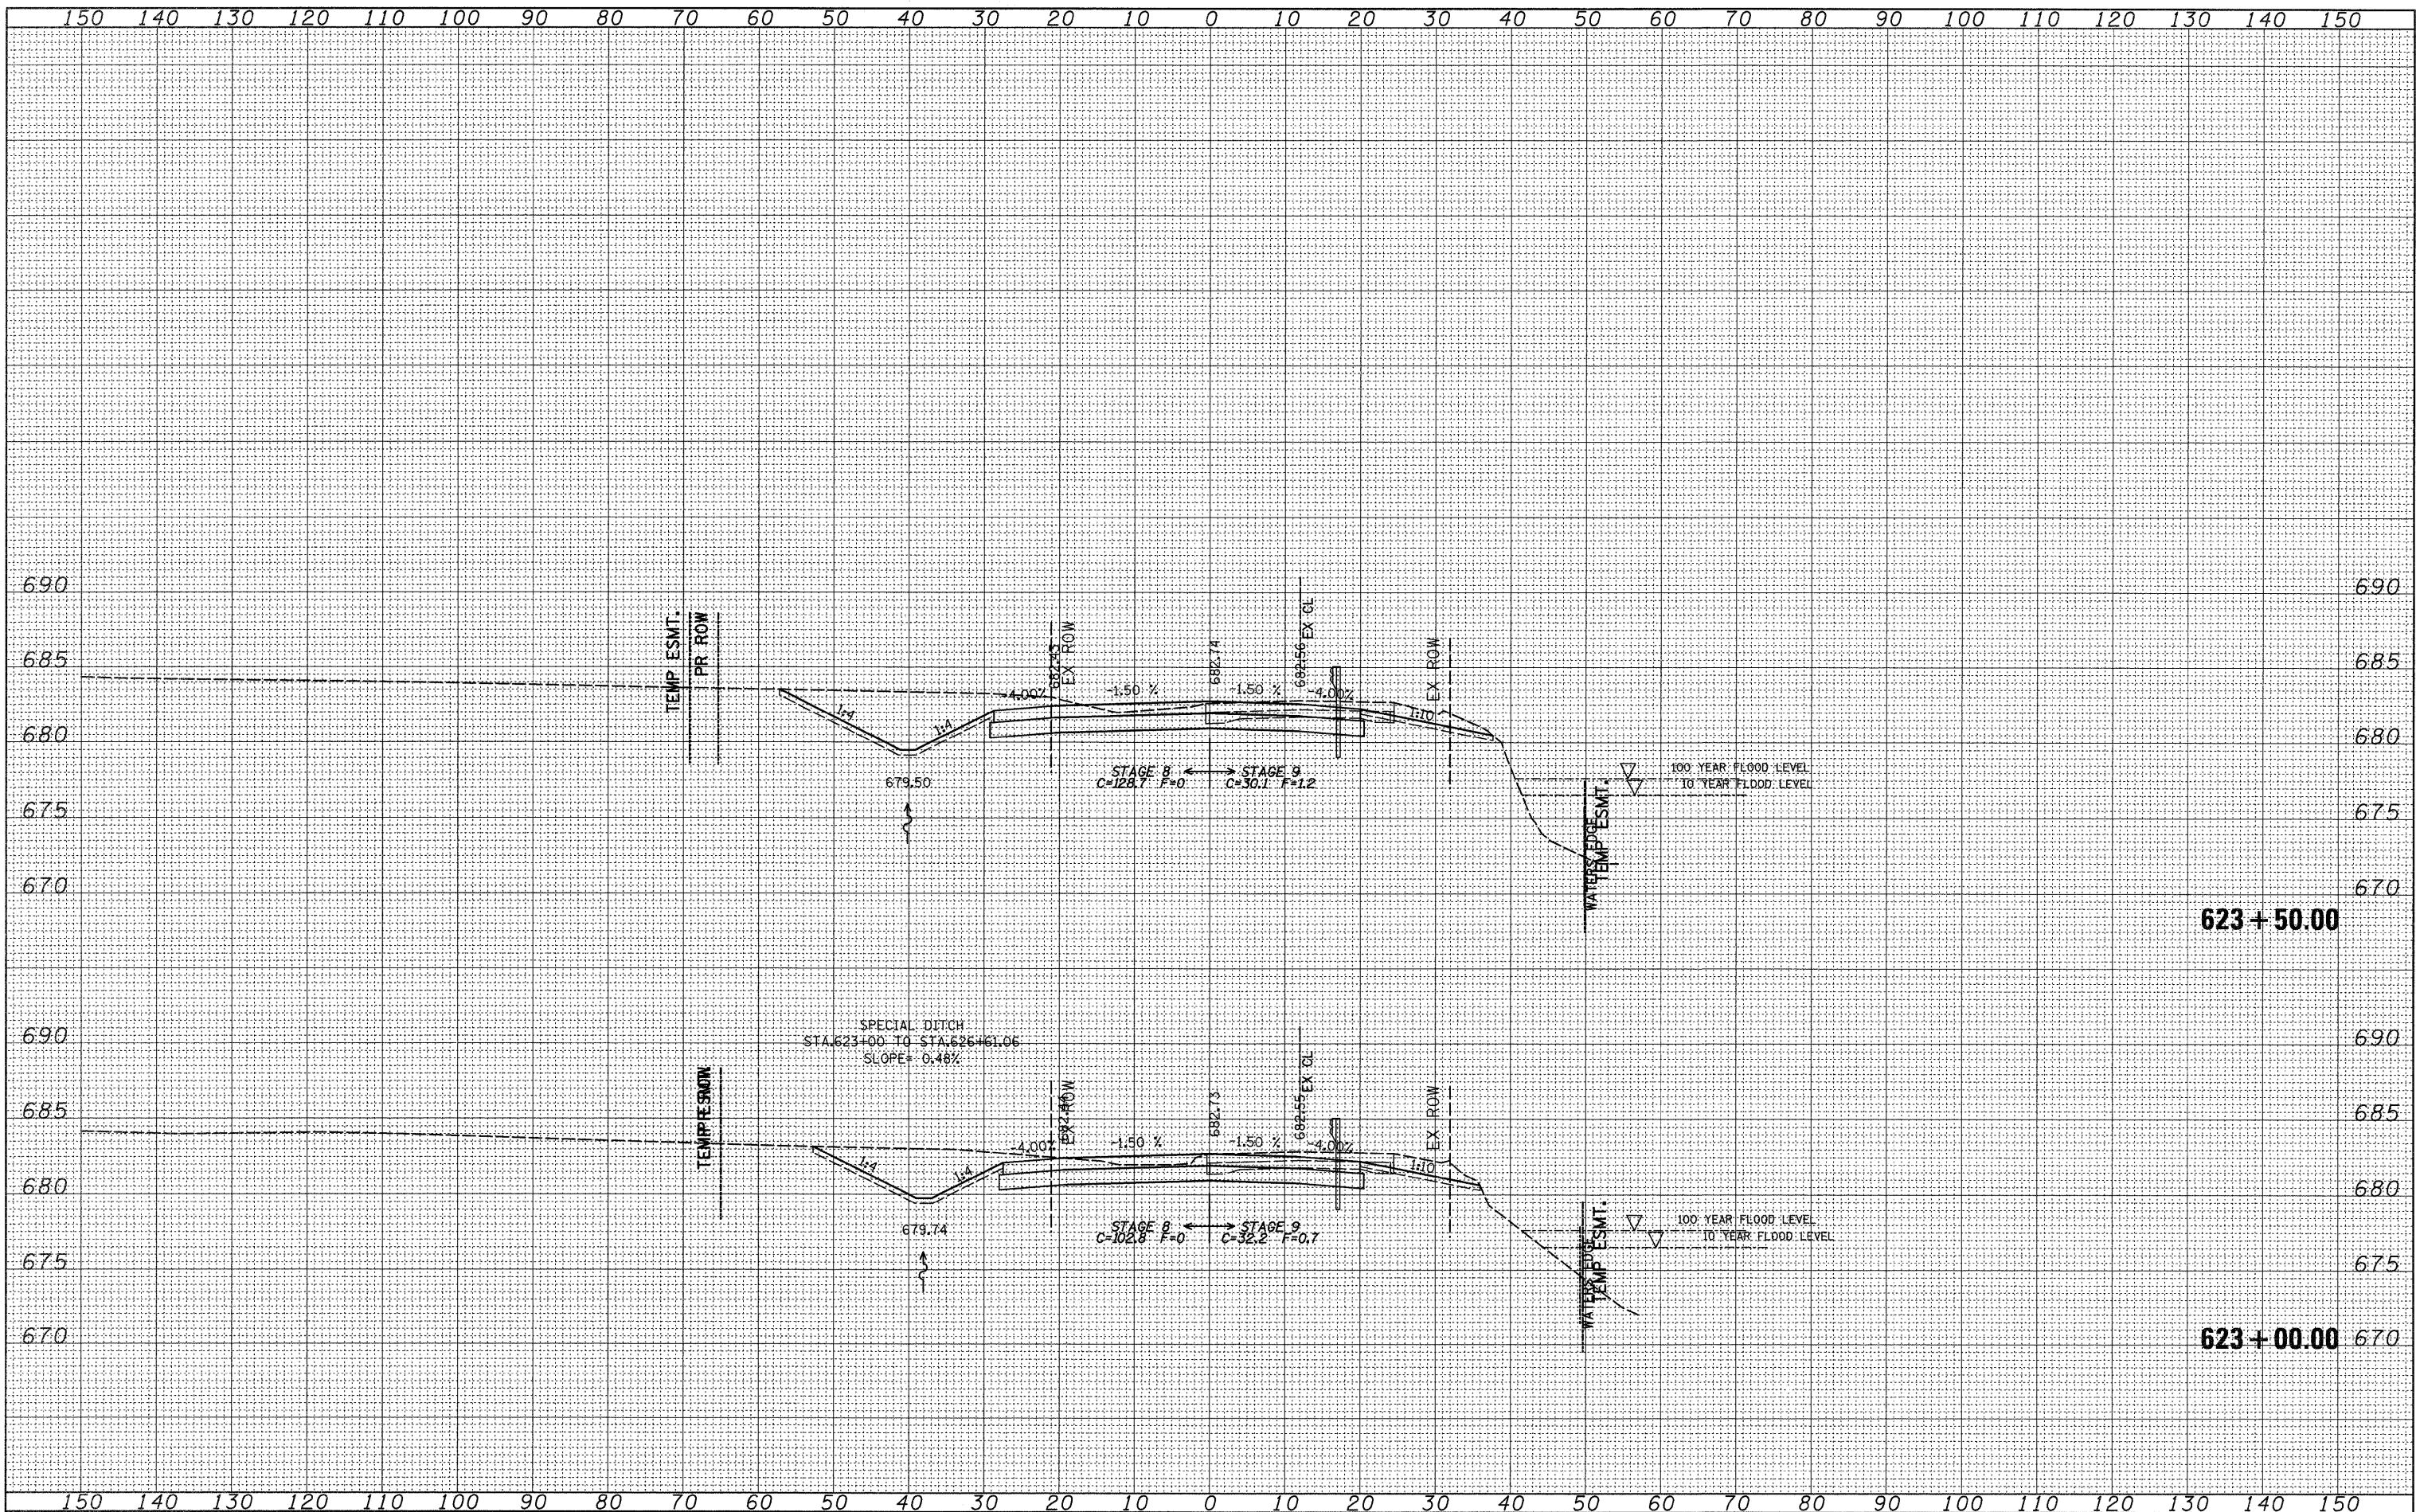 150 140 130 120 110 100 90 80 70 60 50 40 30 20 10 0 10 20 30 40 50 60 70 80 90 100 110 120 130 140 150
690 690
TEMP ESMT.
PR ROW
682.43
EX ROW
682.74
682.56
EX CL
EX ROW
685 685
-4.00%
-1.50 %
-1.50 %
-4.00%
1:4
1:4
1:10
680 680
679.50
STAGE 8 STAGE 9
C=128.7 F=0 C=30.1 F=1.2
100 YEAR FLOOD LEVEL
10 YEAR FLOOD LEVEL
675 675
WATERS EDGE
TEMP ESMT.
670 670
623+50.00
SPECIAL DITCH
STA.623+00 TO STA.626+61.06
SLOPE= 0.48%
690 690
EX ROW
682.73
682.55
EX CL
EX ROW
685 685
-4.00%
-1.50 %
-1.50 %
-4.00%
1:4
1:4
1:10
680 680
679.74
STAGE 8 STAGE 9
C=102.8 F=0 C=32.2 F=0.7
100 YEAR FLOOD LEVEL
10 YEAR FLOOD LEVEL
675 675
WATERS EDGE
TEMP ESMT.
670 670
623+00.00
150 140 130 120 110 100 90 80 70 60 50 40 30 20 10 0 10 20 30 40 50 60 70 80 90 100 110 120 130 140 150